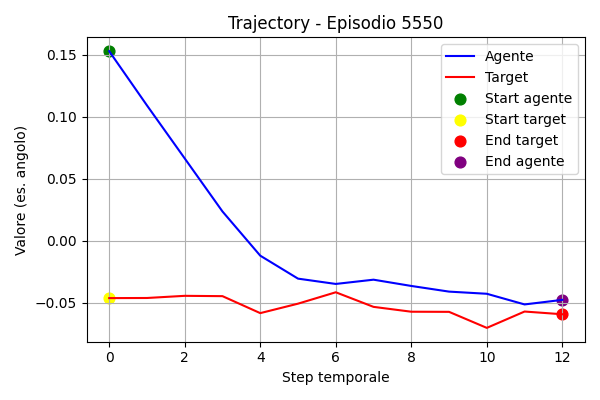 Trajectory - Episodio 5550
Valore (es. angolo)
0.15
0.10
0.05
0.00
−0.05
0
2
4
6
8
10
12
Step temporale
Agente
Target
Start agente
Start target
End target
End agente